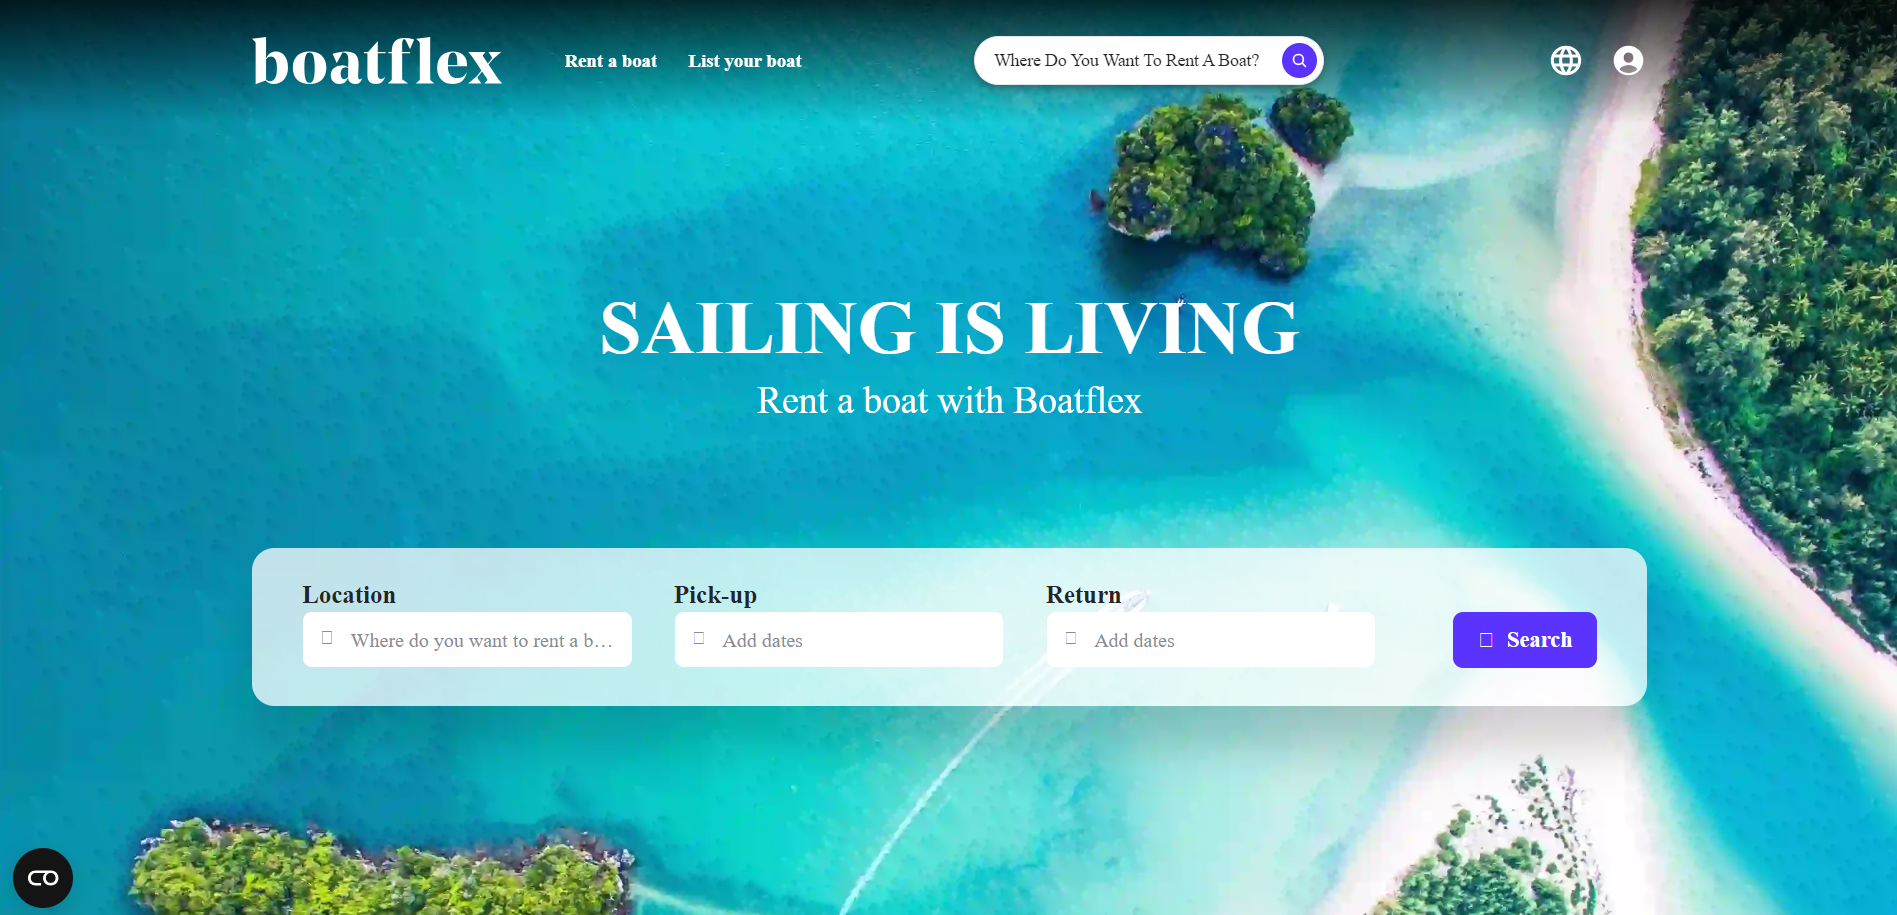 boatflex
Rent a boat
List your boat
Where Do You Want To Rent A Boat?
SAILING IS LIVING
Rent a boat with Boatflex
Location
Pick-up
Return
Where do you want to rent a b...
Add dates
Add dates
Search